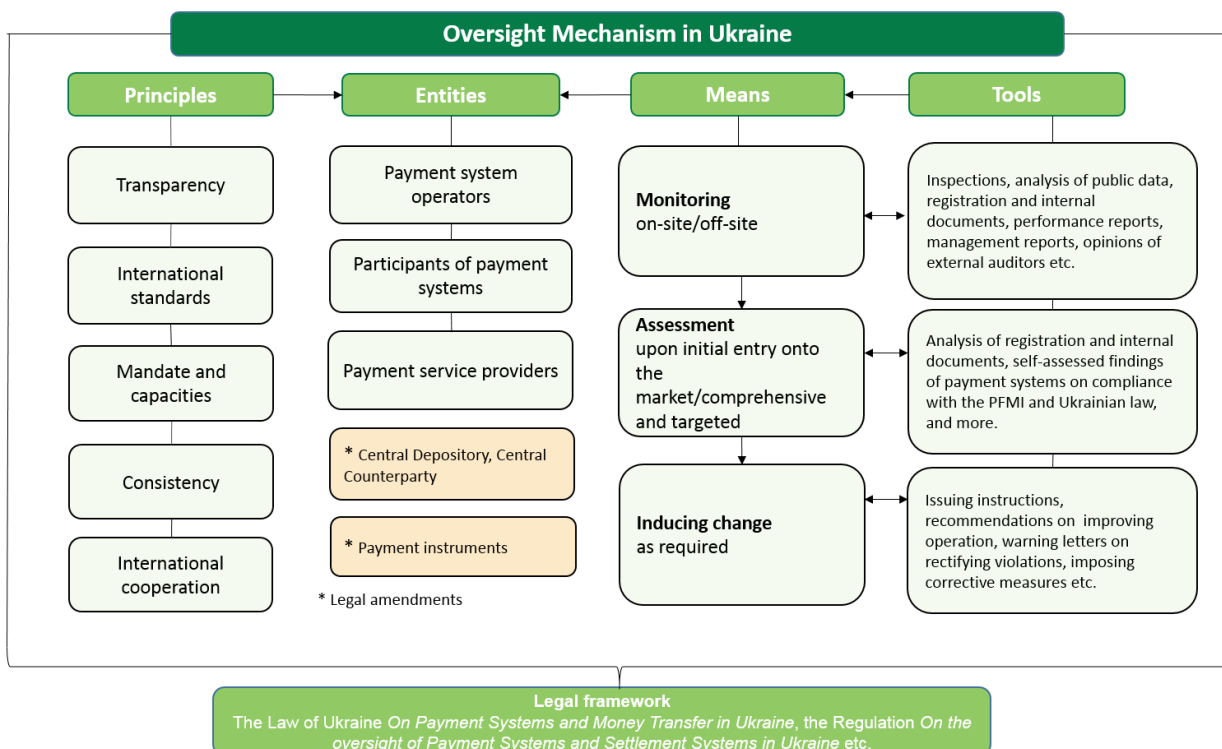 Oversight Mechanism in Ukraine
Principles
Entities
Means
Tools
Transparency
International
standards
Mandate and
capacities
Consistency
International
cooperation
Payment system
operators
Participants of payment
systems
Payment service providers
* Central Depository, Central
Counterparty
* Payment instruments
* Legal amendments
Monitoring
on-site/off-site
Assessment
upon initial entry onto
the
market/comprehensive
and targeted
Inducing change
as required
Inspections, analysis of public data,
registration and internal
documents, performance reports,
management reports, opinions of
external auditors etc.
Analysis of registration and internal
documents, self-assessed findings
of payment systems on compliance
with the PFMI and Ukrainian law,
and more.
Issuing instructions,
recommendations on improving
operation, warning letters on
rectifying violations, imposing
corrective measures etc.
Legal framework
The Law of Ukraine On Payment Systems and Money Transfer in Ukraine, the Regulation On the
oversight of Payment Systems and Settlement Systems in Ukraine etc.